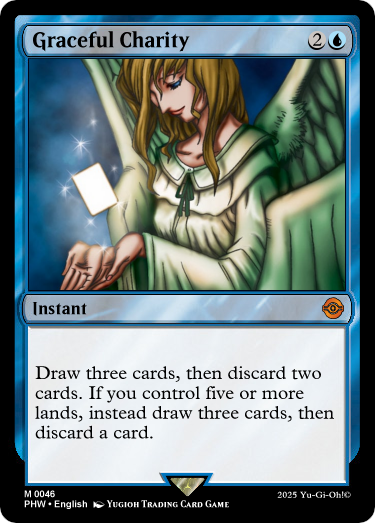 Graceful Charity 2
Instant
Draw three cards, then discard two
cards. If you control five or more
lands, instead draw three cards, then
discard a card.
M 0046
PHW • English YUGIOH TRADING CARD GAME
2025 Yu-Gi-Oh!©